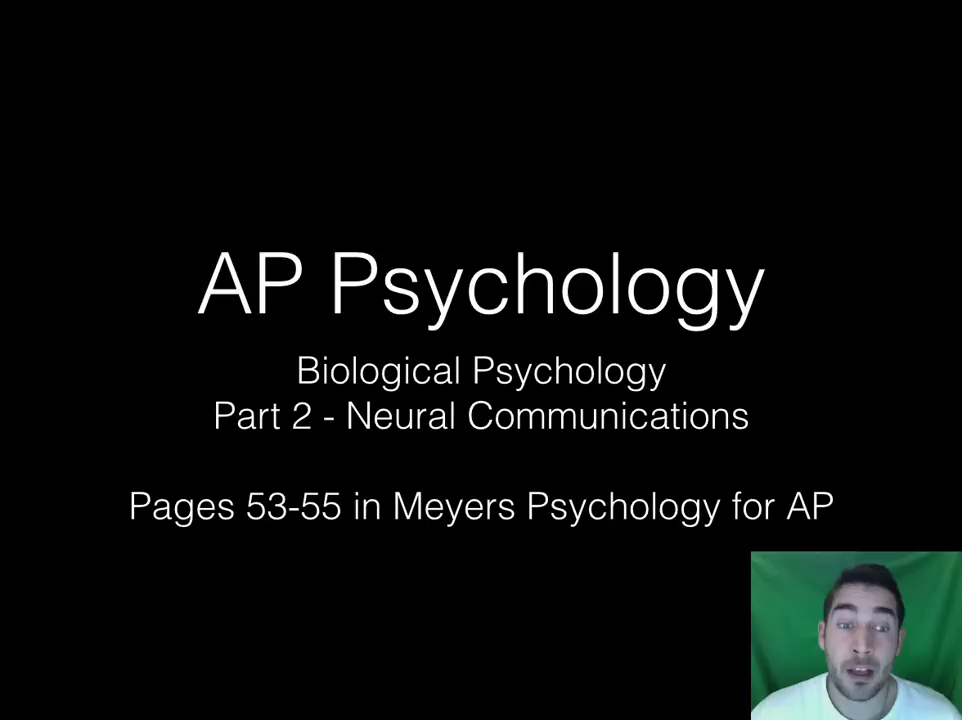 AP Psychology
Biological Psychology
Part 2 - Neural Communications
Pages 53-55 in Meyers Psychology for AP